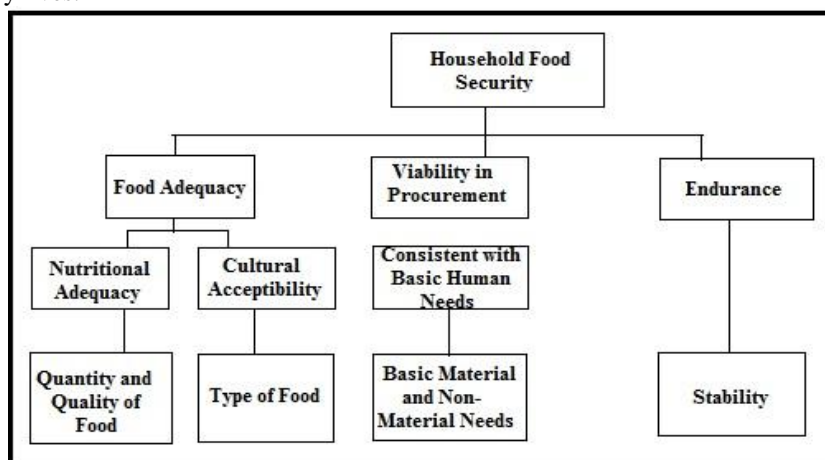 Household Food
Security
Food Adequacy
Viability in
Procurement
Endurance
Nutritional
Adequacy
Cultural
Acceptibility
Consistent with
Basic Human
Needs
Quantity and
Quality of
Food
Type of Food
Basic Material
and Non-
Material Needs
Stability